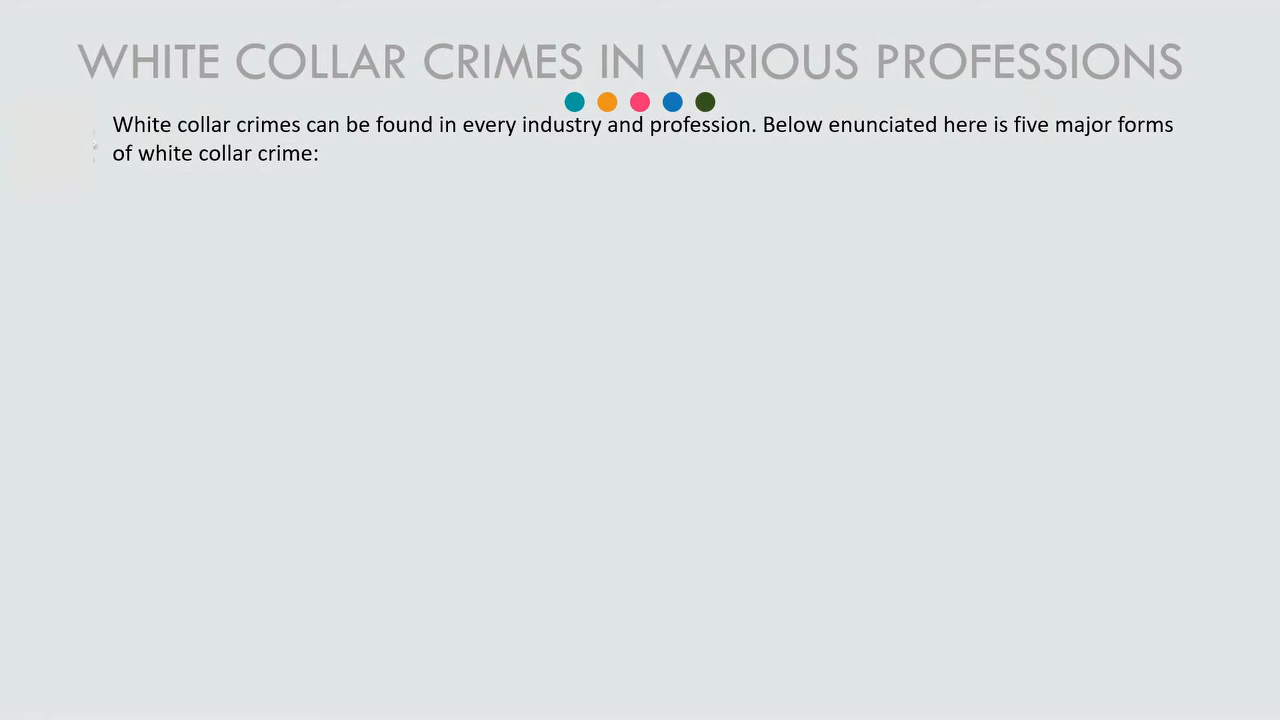 WHITE COLLAR CRIMES IN VARIOUS PROFESSIONS
White collar crimes can be found in every industry and profession. Below enunciated here is five major forms
of white collar crime: